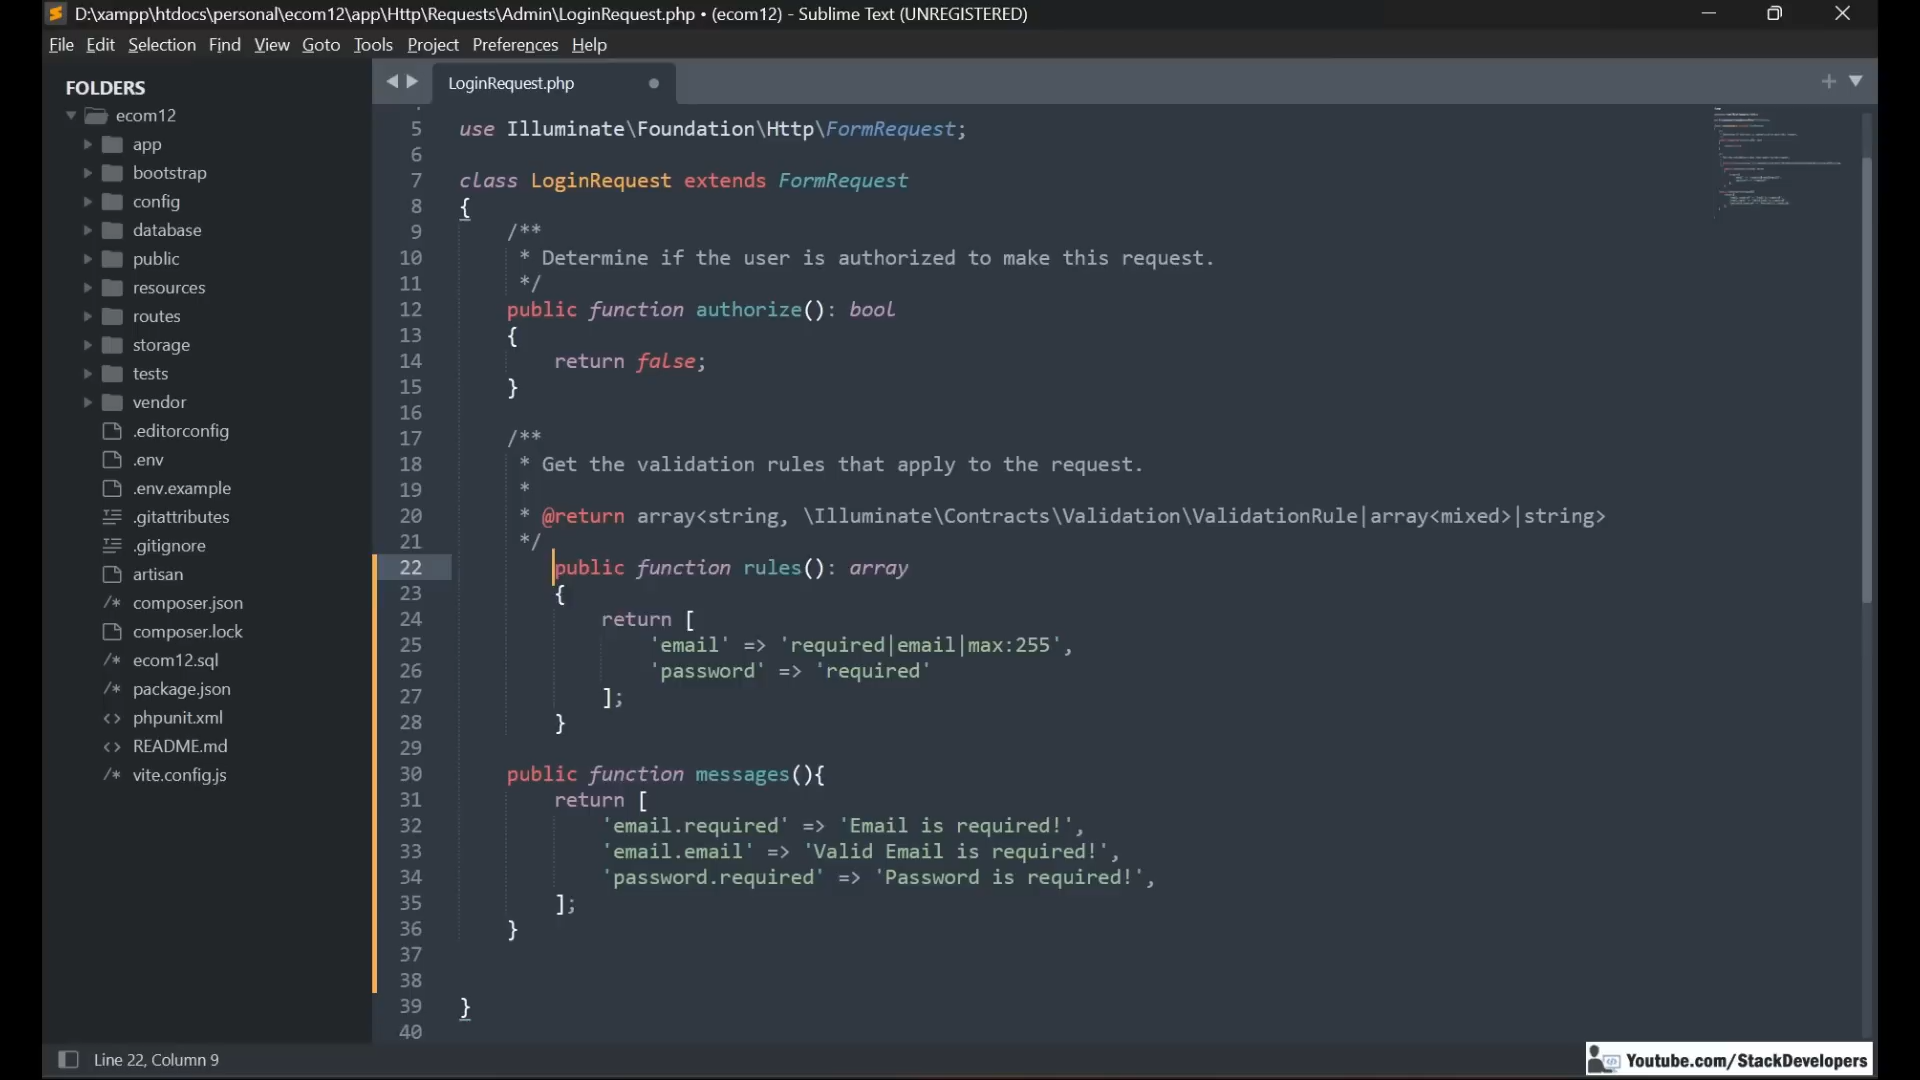 D:\xampp\htdocs\personal\ecom12\app\Http\Requests\Admin\LoginRequest.php • (ecom12) - Sublime Text (UNREGISTERED)
File Edit Selection Find View Goto Tools Project Preferences Help
FOLDERS
ecom12
app
bootstrap
config
database
public
resources
routes
storage
tests
vendor
.editorconfig
.env
.env.example
.gitattributes
.gitignore
artisan
/* composer.json
composer.lock
/* ecom12.sql
/* package.json
<> phpunit.xml
<> README.md
/* vite.config.js
LoginRequest.php
5 use Illuminate\Foundation\Http\FormRequest;
6
7 class LoginRequest extends FormRequest
8 {
9     /**
10      * Determine if the user is authorized to make this request.
11      */
12     public function authorize(): bool
13     {
14         return false;
15     }
16
17     /**
18      * Get the validation rules that apply to the request.
19      *
20      * @return array<string, \Illuminate\Contracts\Validation\ValidationRule|array<mixed>|string>
21      */
22         public function rules(): array
23         {
24             return [
25                 'email' => 'required|email|max:255',
26                 'password' => 'required'
27             ];
28         }
29
30     public function messages(){
31         return [
32             'email.required' => 'Email is required!',
33             'email.email' => 'Valid Email is required!',
34             'password.required' => 'Password is required!',
35         ];
36     }
37
38
39 }
40
Line 22, Column 9
Youtube.com/StackDevelopers